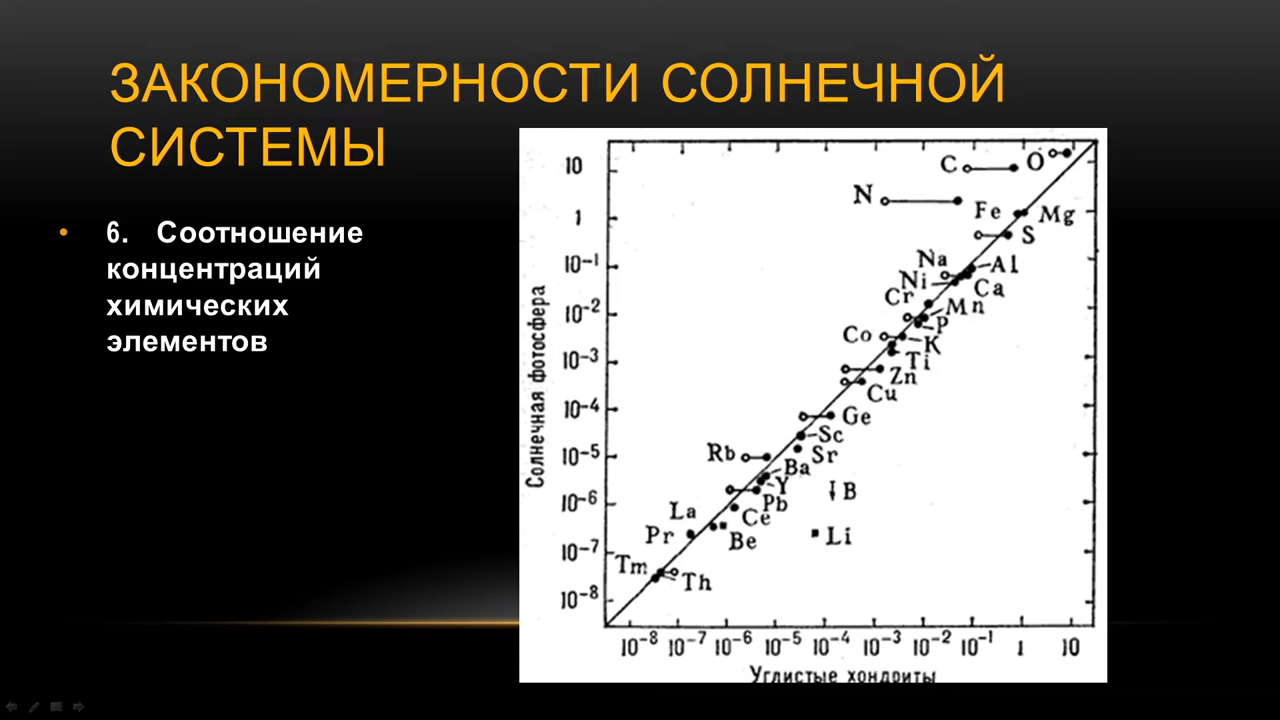 ЗАКОНОМЕРНОСТИ СОЛНЕЧНОЙ
СИСТЕМЫ
• 6. Соотношение
концентраций
химических
элементов
Солнечная фотосфера
10
1
10⁻¹
10⁻²
10⁻³
10⁻⁴
10⁻⁵
10⁻⁶
10⁻⁷
10⁻⁸
C O
N
Fe Mg
S
Na Al
Ni Ca
Cr Mn
P
Co K
Ti
Zn
Cu
Ge
Sc
Rb Sr
Ba
Y B
Pb
La Ce
Pr Be Li
Tm Th
10⁻⁸ 10⁻⁷ 10⁻⁶ 10⁻⁵ 10⁻⁴ 10⁻³ 10⁻² 10⁻¹ 1 10
Углистые хондриты